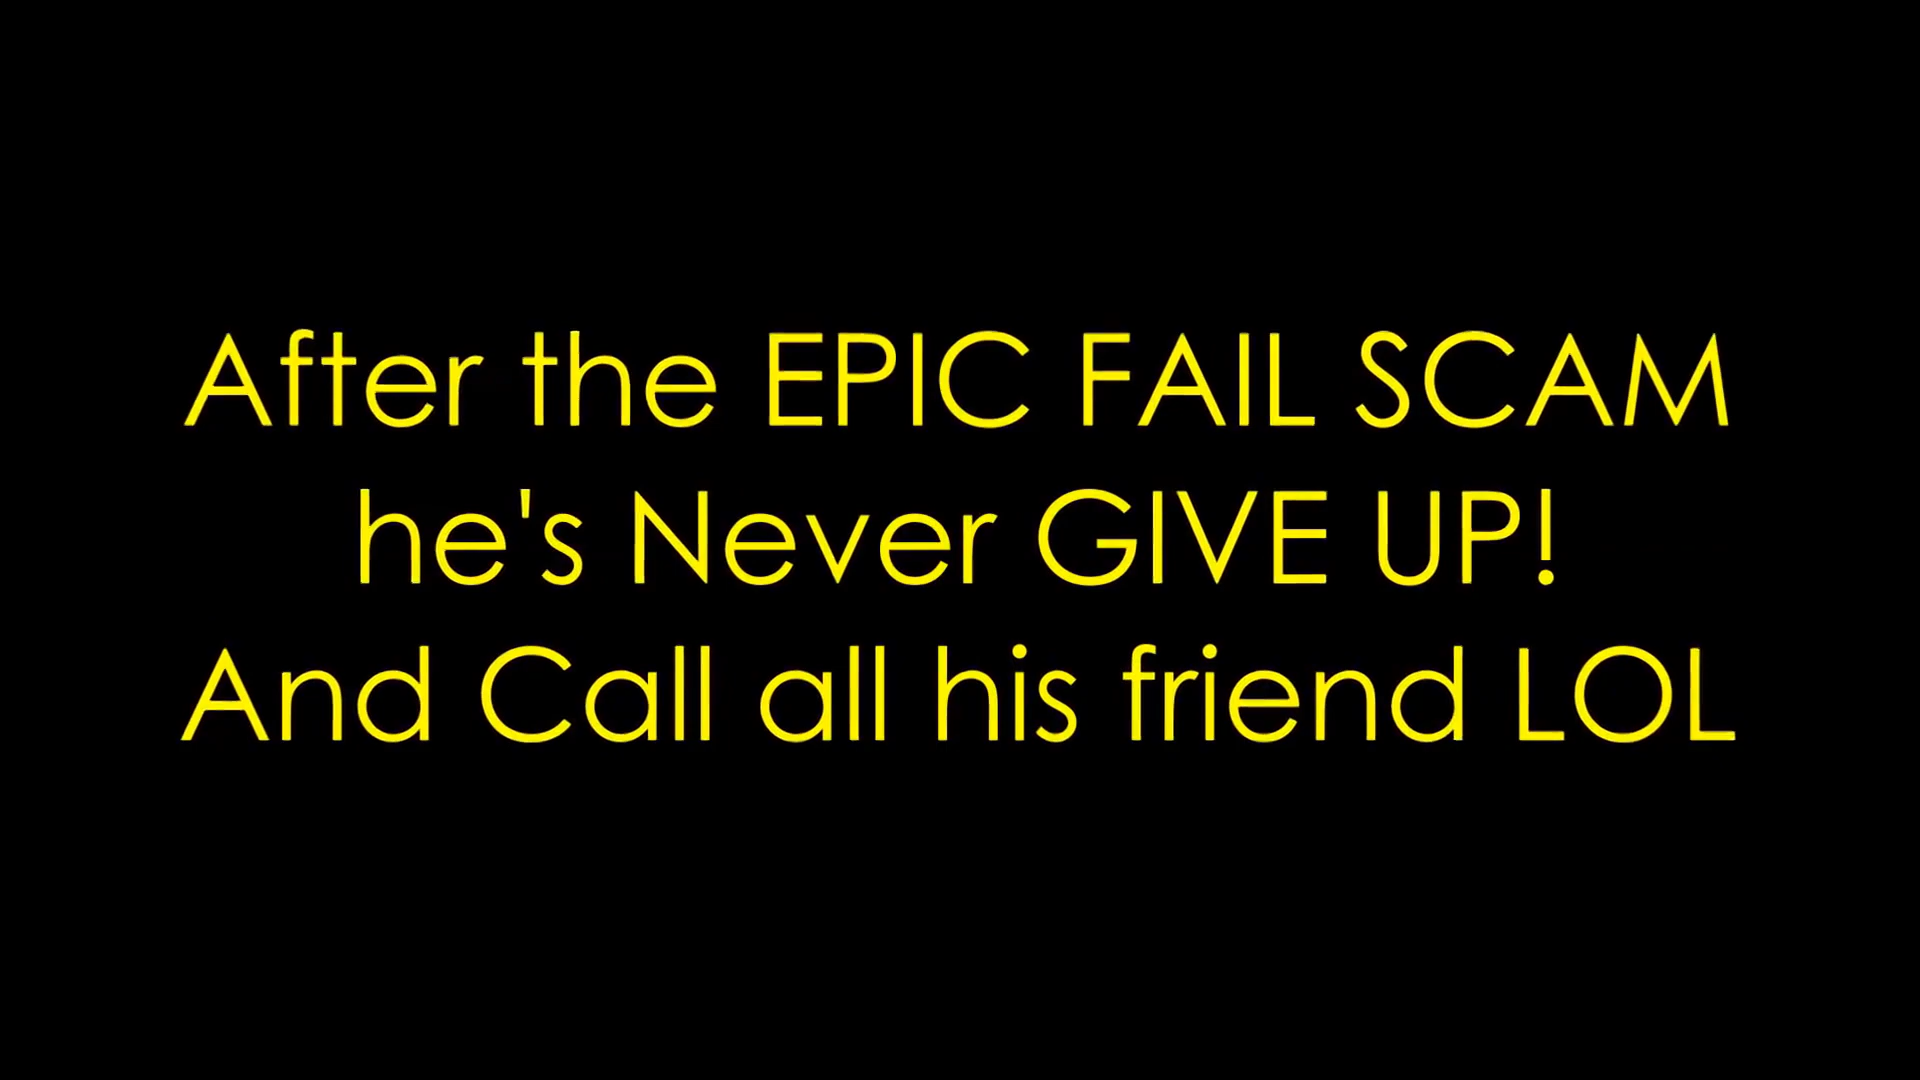 After the EPIC FAIL SCAM
he's Never GIVE UP!
And Call all his friend LOL